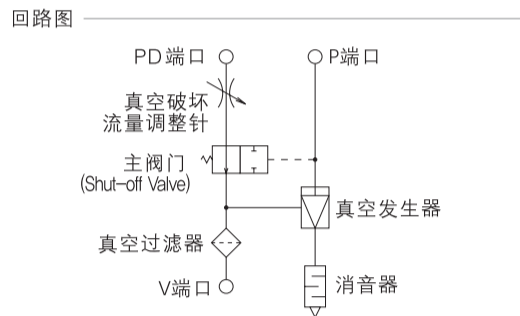 回路图
PD端口
P端口
真空破坏
流量调整针
主阀门
(Shut-off Valve)
真空发生器
真空过滤器
V端口
消音器